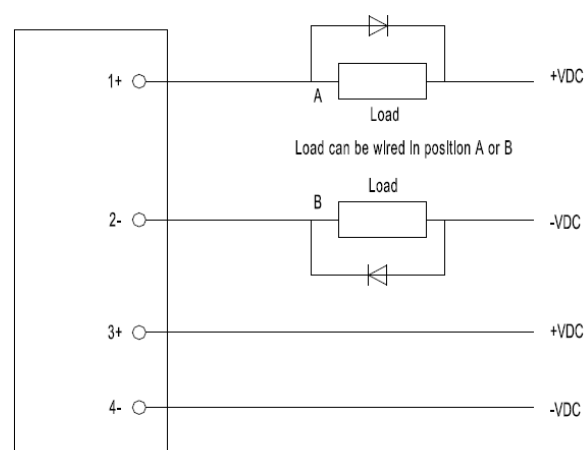 1+
+VDC
A
Load
Load can be wired in position A or B
Load
B
2-
-VDC
3+
+VDC
4-
-VDC